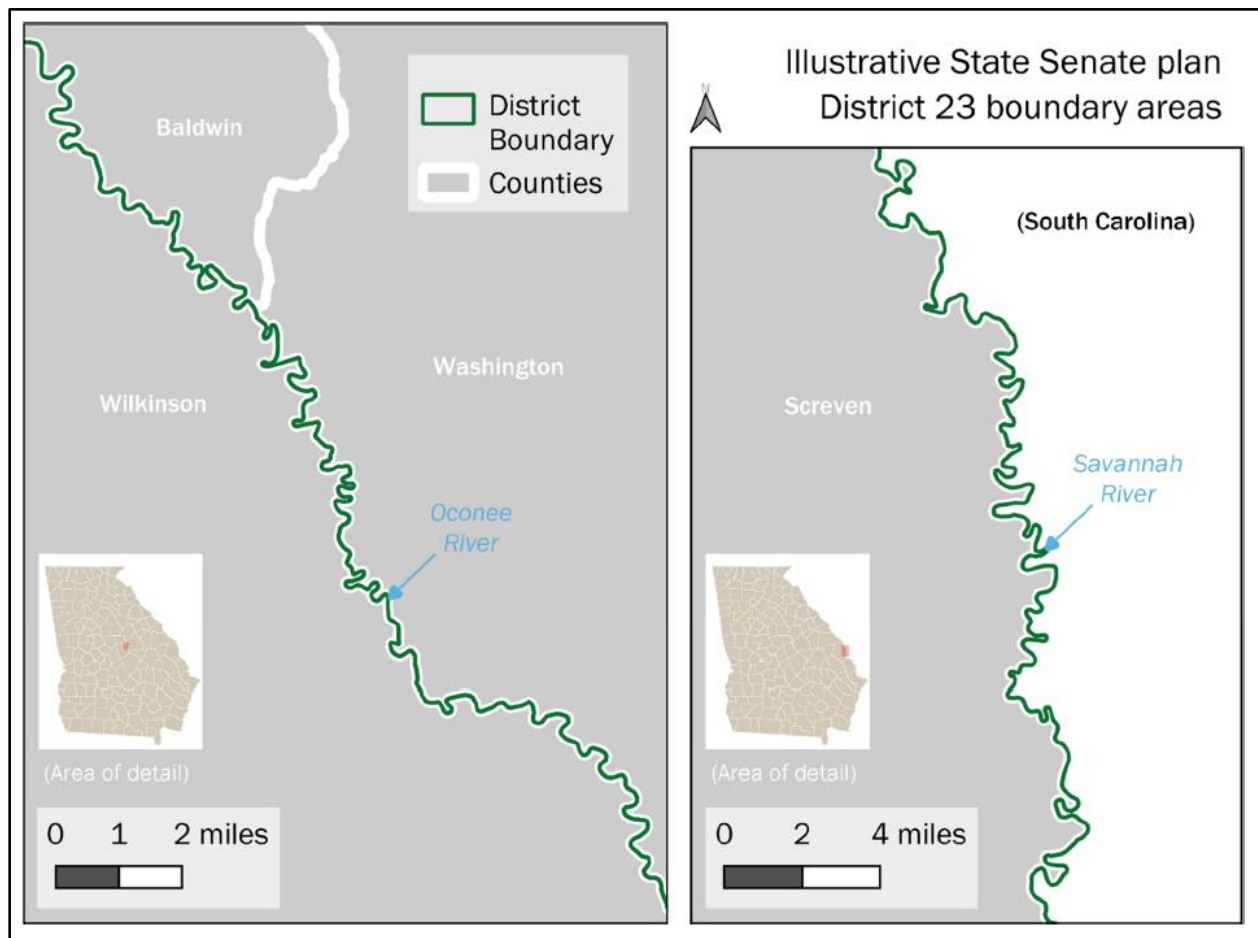 Illustrative State Senate plan
District 23 boundary areas
N
Baldwin
District
Boundary
Counties
Washington
Wilkinson
Oconee
River
(Area of detail)
0 1 2 miles
(South Carolina)
Screven
Savannah
River
(Area of detail)
0 2 4 miles